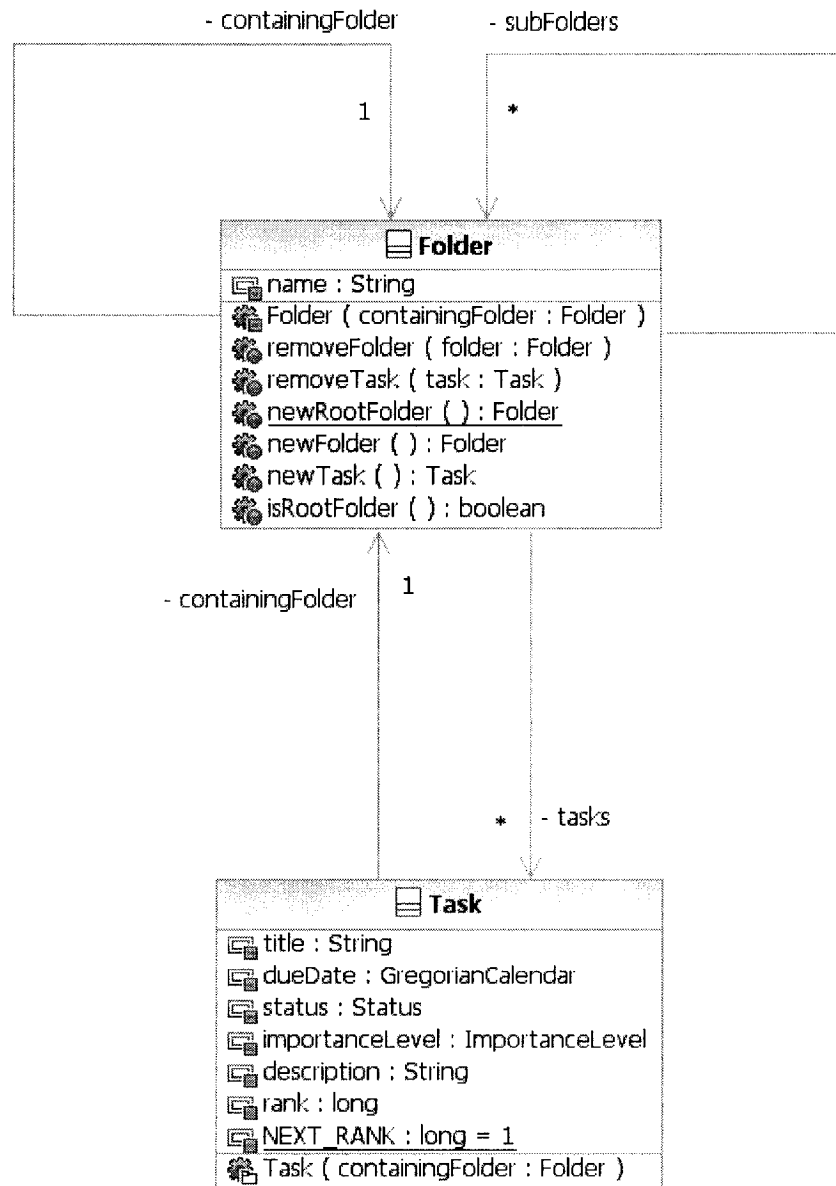 - containingFolder
- subFolders
1
*
Folder
name : String
Folder ( containingFolder : Folder )
removeFolder ( folder : Folder )
removeTask ( task : Task )
newRootFolder ( ) : Folder
newFolder ( ) : Folder
newTask ( ) : Task
isRootFolder ( ) : boolean
- containingFolder
1
*
- tasks
Task
title : String
dueDate : GregorianCalendar
status : Status
importanceLevel : ImportanceLevel
description : String
rank : long
NEXT_RANK : long = 1
Task ( containingFolder : Folder )